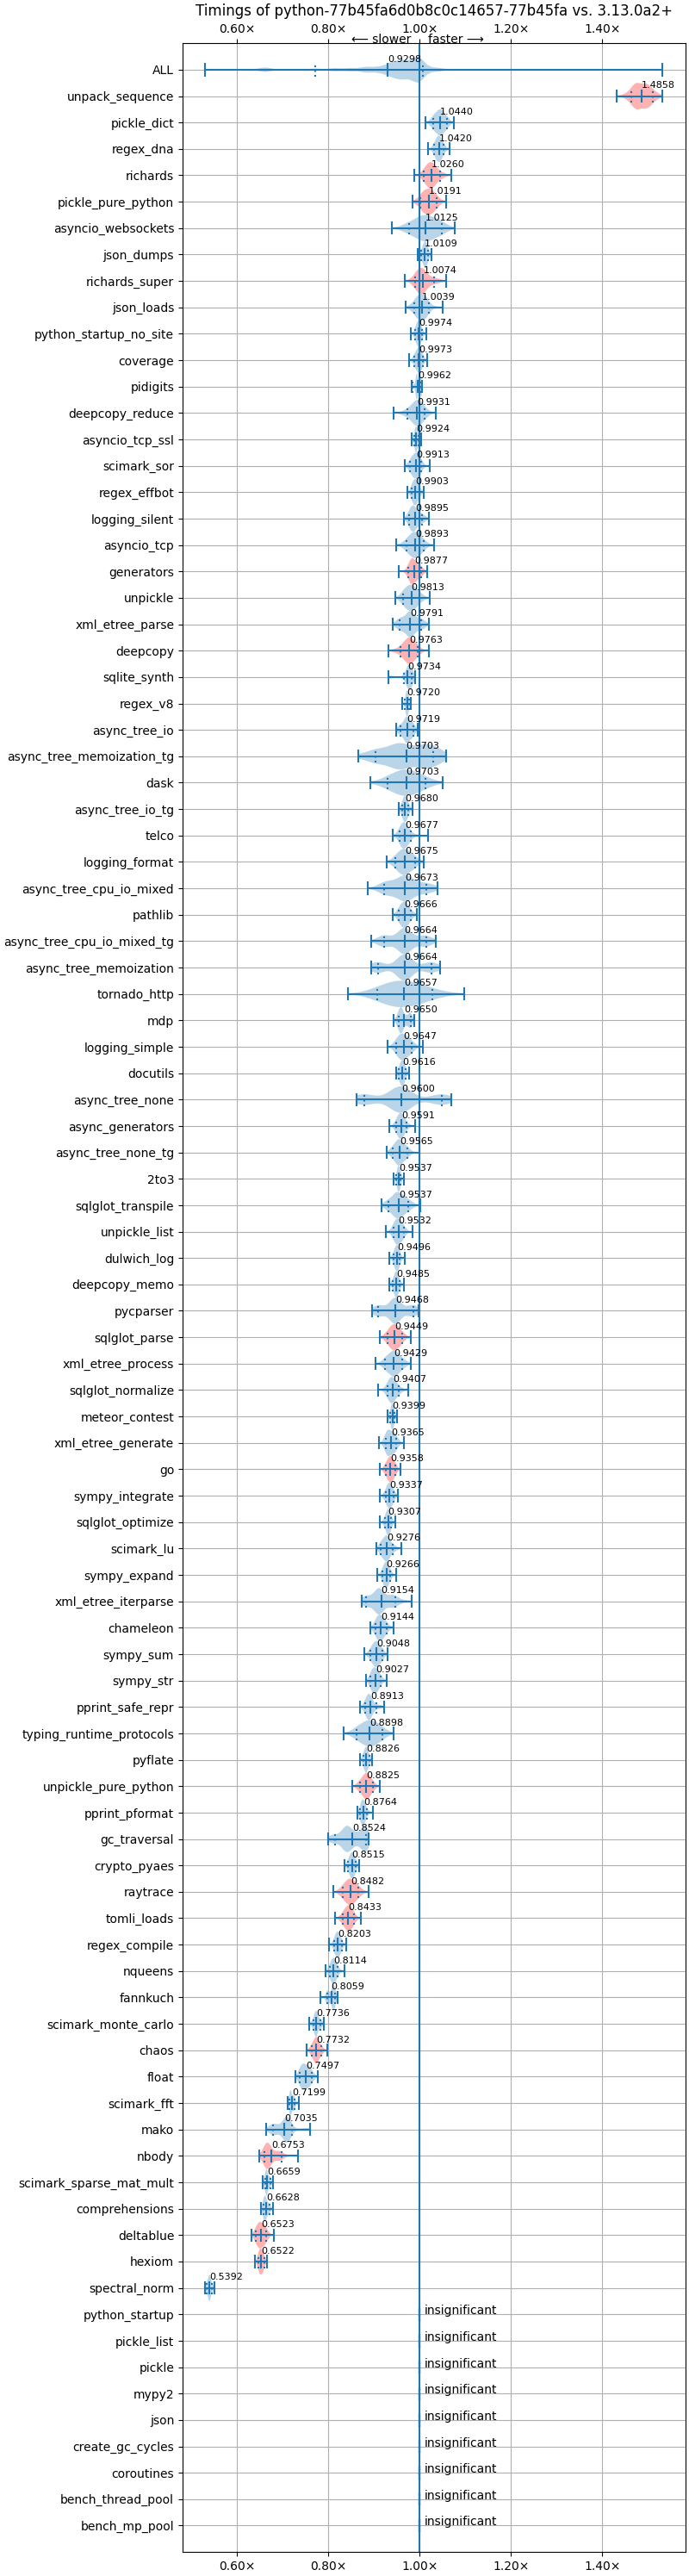 Timings of python-77b45fa6d0b8c0c14657-77b45fa vs. 3.13.0a2+
0.60× 0.80× 1.00× 1.20× 1.40×
⟵ slower faster ⟶
ALL 0.9298
unpack_sequence 1.4858
pickle_dict 1.0440
regex_dna 1.0420
richards 1.0260
pickle_pure_python 1.0191
asyncio_websockets 1.0125
json_dumps 1.0109
richards_super 1.0074
json_loads 1.0039
python_startup_no_site 0.9974
coverage 0.9973
pidigits 0.9962
deepcopy_reduce 0.9931
asyncio_tcp_ssl 0.9924
scimark_sor 0.9913
regex_effbot 0.9903
logging_silent 0.9895
asyncio_tcp 0.9893
generators 0.9877
unpickle 0.9813
xml_etree_parse 0.9791
deepcopy 0.9763
sqlite_synth 0.9734
regex_v8 0.9720
async_tree_io 0.9719
async_tree_memoization_tg 0.9703
dask 0.9703
async_tree_io_tg 0.9680
telco 0.9677
logging_format 0.9675
async_tree_cpu_io_mixed 0.9673
pathlib 0.9666
async_tree_cpu_io_mixed_tg 0.9664
async_tree_memoization 0.9664
tornado_http 0.9657
mdp 0.9650
logging_simple 0.9647
docutils 0.9616
async_tree_none 0.9600
async_generators 0.9591
async_tree_none_tg 0.9565
2to3 0.9537
sqlglot_transpile 0.9537
unpickle_list 0.9532
dulwich_log 0.9496
deepcopy_memo 0.9485
pycparser 0.9468
sqlglot_parse 0.9449
xml_etree_process 0.9429
sqlglot_normalize 0.9407
meteor_contest 0.9399
xml_etree_generate 0.9365
go 0.9358
sympy_integrate 0.9337
sqlglot_optimize 0.9307
scimark_lu 0.9276
sympy_expand 0.9266
xml_etree_iterparse 0.9154
chameleon 0.9144
sympy_sum 0.9048
sympy_str 0.9027
pprint_safe_repr 0.8913
typing_runtime_protocols 0.8898
pyflate 0.8826
unpickle_pure_python 0.8825
pprint_pformat 0.8764
gc_traversal 0.8524
crypto_pyaes 0.8515
raytrace 0.8482
tomli_loads 0.8433
regex_compile 0.8203
nqueens 0.8114
fannkuch 0.8059
scimark_monte_carlo 0.7736
chaos 0.7732
float 0.7497
scimark_fft 0.7199
mako 0.7035
nbody 0.6753
scimark_sparse_mat_mult 0.6659
comprehensions 0.6628
deltablue 0.6523
hexiom 0.6522
spectral_norm 0.5392
python_startup insignificant
pickle_list insignificant
pickle insignificant
mypy2 insignificant
json insignificant
create_gc_cycles insignificant
coroutines insignificant
bench_thread_pool insignificant
bench_mp_pool insignificant
0.60× 0.80× 1.00× 1.20× 1.40×